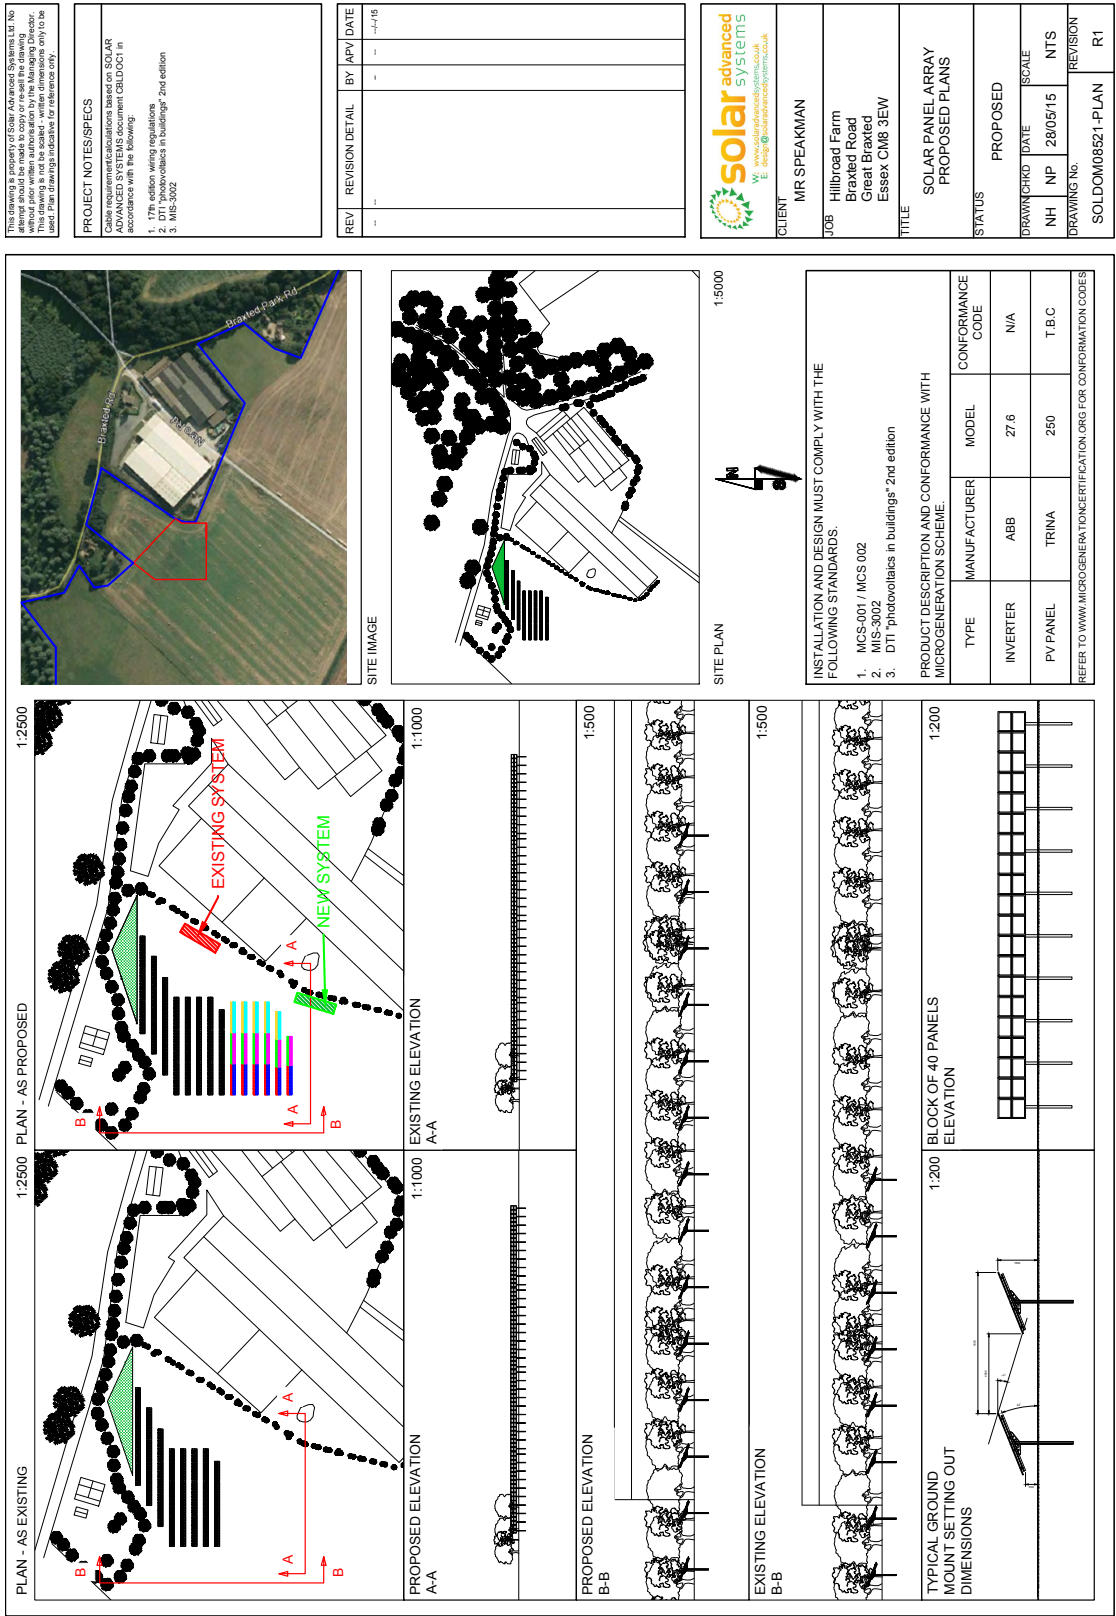 PLAN - AS EXISTING
1:2500
PLAN - AS PROPOSED
1:2500
B
B
A
A
B
B
A
A
EXISTING SYSTEM
NEW SYSTEM
PROPOSED ELEVATION
A-A
1:1000
EXISTING ELEVATION
A-A
1:1000
PROPOSED ELEVATION
B-B
1:500
EXISTING ELEVATION
B-B
1:500
TYPICAL GROUND
MOUNT SETTING OUT
DIMENSIONS
1:200
BLOCK OF 40 PANELS
ELEVATION
1:200
Braxted Rd
Braxted Park Rd
SITE IMAGE
SITE PLAN
1:5000
N
INSTALLATION AND DESIGN MUST COMPLY WITH THE
FOLLOWING STANDARDS.
1. MCS-001 / MCS 002
2. MIS-3002
3. DTI "photovoltaics in buildings" 2nd edition
PRODUCT DESCRIPTION AND CONFORMANCE WITH
MICROGENERATION SCHEME.
TYPE MANUFACTURER MODEL CONFORMANCE CODE
INVERTER ABB 27.6 N/A
PV PANEL TRINA 250 T.B.C
REFER TO WWW.MICROGENERATIONCERTIFICATION.ORG FOR CONFORMATION CODES
This drawing is property of Solar Advanced Systems Ltd. No
attempt should be made to copy or re-sell the drawing
without prior written authorisation by the Managing Director.
This drawing is not be scaled - written dimensions only to be
used. Plan drawings indicative for reference only.
PROJECT NOTES/SPECS
Cable requirement/calculations based on SOLAR
ADVANCED SYSTEMS document CBLDOC1 in
accordance with the following:
1. 17th edition wiring regulations
2. DTI "photovoltaics in buildings" 2nd edition
3. MIS-3002
REV REVISION DETAIL BY APV DATE
-- -- -- -- --/--/15
solar advanced
systems
W: www.solaradvancedsystems.co.uk
E: design@solaradvancedsystems.co.uk
CLIENT
MR SPEAKMAN
JOB
Hillbroad Farm
Braxted Road
Great Braxted
Essex CM8 3EW
TITLE
SOLAR PANEL ARRAY
PROPOSED PLANS
STATUS
PROPOSED
DRAWN CHKD DATE SCALE
NH NP 28/05/15 NTS
DRAWING No. REVISION
SOLDOM08521-PLAN R1